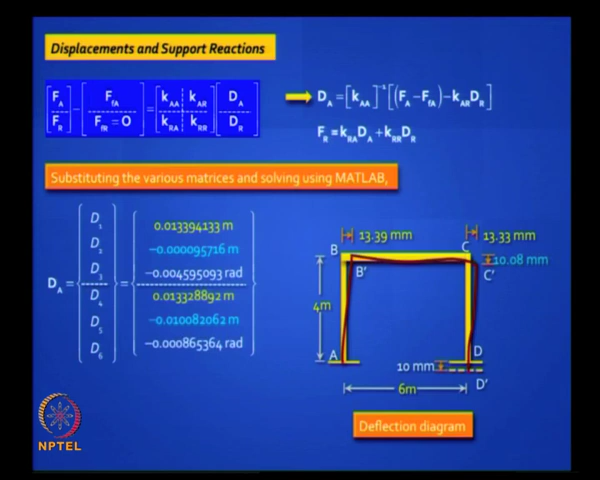 Displacements and Support Reactions
[F_A / F_R] − [F_fA / F_fR = O] = [k_AA k_AR / k_RA k_RR] [D_A / D_R]
D_A = [k_AA]^-1 [(F_A − F_fA) − k_AR D_R]
F_R = k_RA D_A + k_RR D_R
Substituting the various matrices and solving using MATLAB,
D_A =
D_1 = 0.013394133 m
D_2 −0.000095716 m
D_3 −0.004595093 rad
D_4 0.013328892 m
D_5 −0.010082062 m
D_6 −0.000865364 rad
B 13.39 mm C 13.33 mm
B' C' 10.08 mm
4m
A D
10 mm D'
6m
Deflection diagram
NPTEL